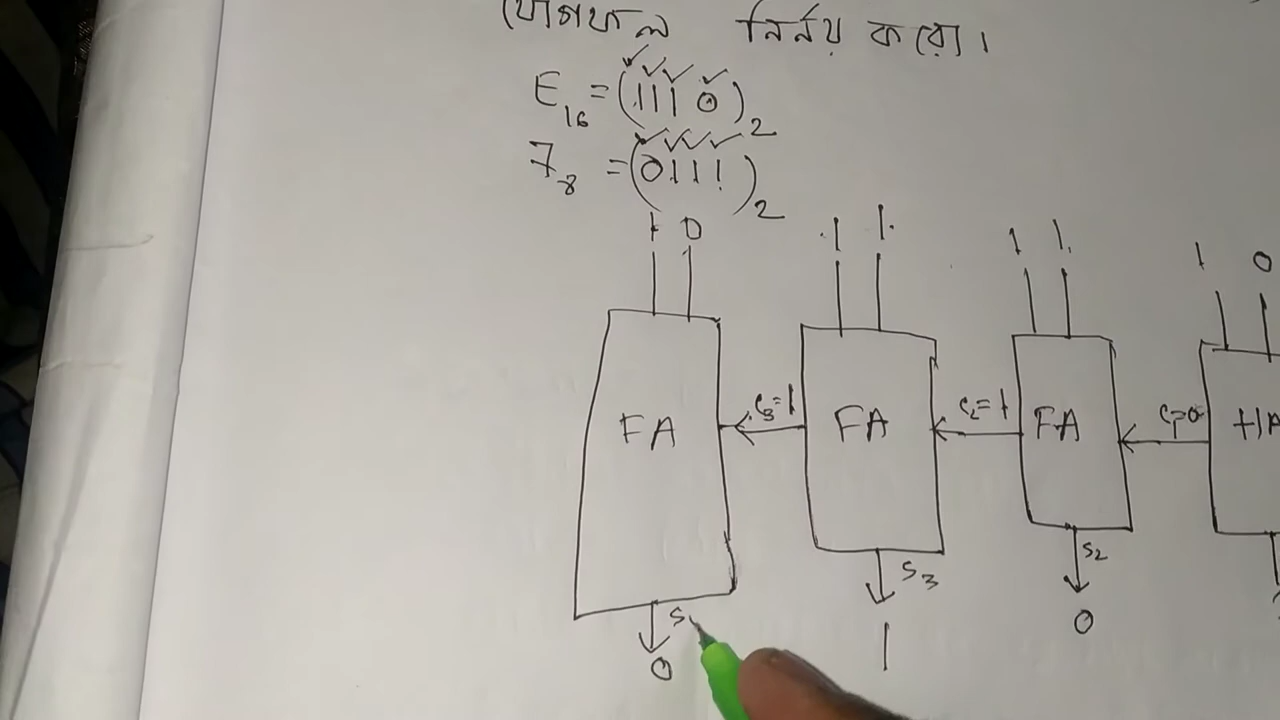 যোগফল নির্নয় করো।
E₁₆ = (1110)₂
7₈ = (0111)₂
1 0 1 1 1 1 1 0
FA C₃=1 FA C₂=1 FA C₁=0 HA
S S₃ S₂
0 1 0